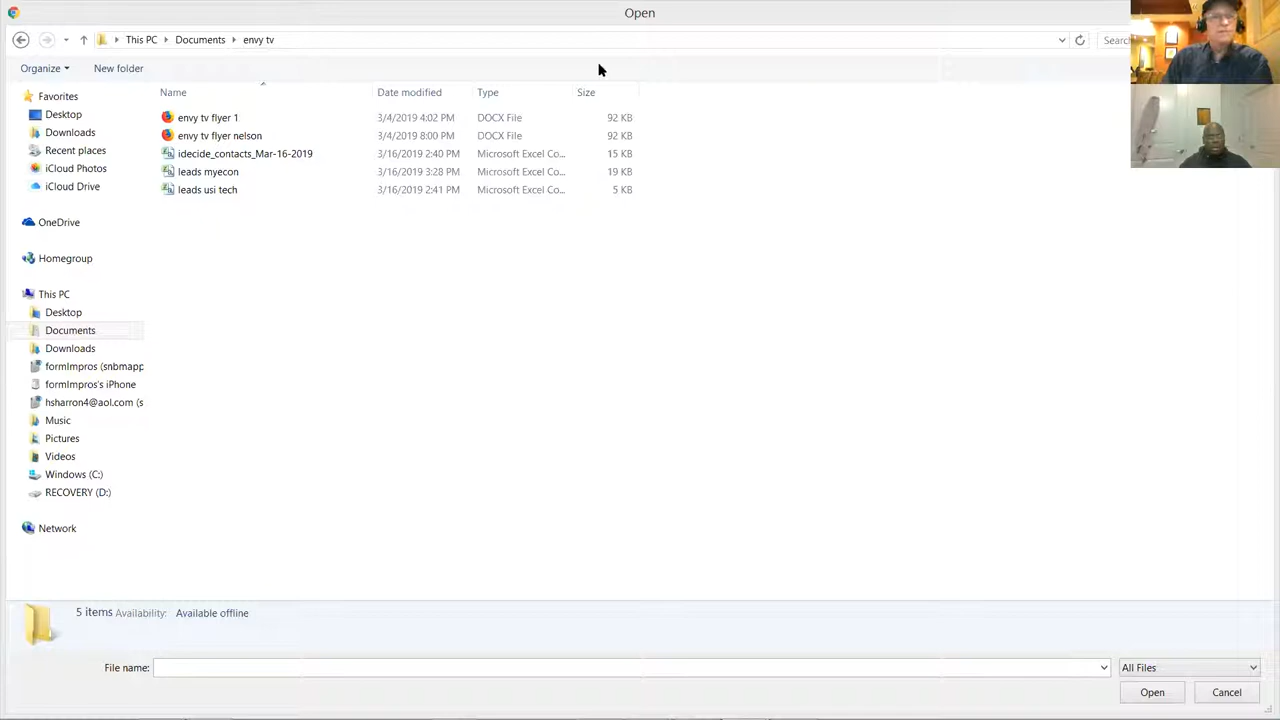 Open
This PC Documents envy tv
Search
Organize New folder
Name Date modified Type Size
envy tv flyer 1 3/4/2019 4:02 PM DOCX File 92 KB
envy tv flyer nelson 3/4/2019 8:00 PM DOCX File 92 KB
idecide_contacts_Mar-16-2019 3/16/2019 2:40 PM Microsoft Excel Co... 15 KB
leads myecon 3/16/2019 3:28 PM Microsoft Excel Co... 19 KB
leads usi tech 3/16/2019 2:41 PM Microsoft Excel Co... 5 KB
Favorites
Desktop
Downloads
Recent places
iCloud Photos
iCloud Drive
OneDrive
Homegroup
This PC
Desktop
Documents
Downloads
formImpros (snbmapp
formImpros's iPhone
hsharron4@aol.com (s
Music
Pictures
Videos
Windows (C:)
RECOVERY (D:)
Network
5 items Availability: Available offline
File name:
All Files
Open Cancel